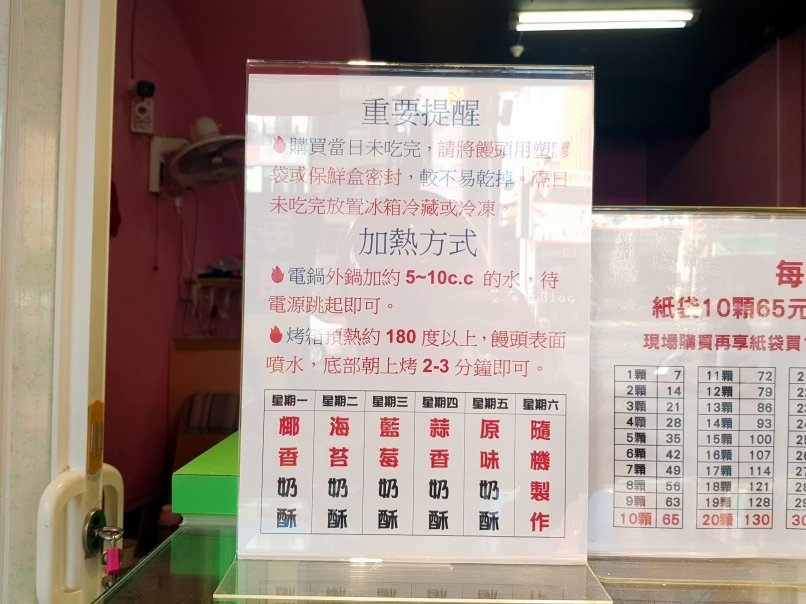 重要提醒
購買當日未吃完，請將饅頭用塑膠
袋或保鮮盒密封，較不易乾掉。隔日
未吃完放置冰箱冷藏或冷凍。
加熱方式
電鍋外鍋加約 5~10c.c 的水，待
電源跳起即可。
烤箱預熱約 180 度以上，饅頭表面
噴水，底部朝上烤 2-3 分鐘即可。
星期一 星期二 星期三 星期四 星期五 星期六
椰香奶酥 海苔奶酥 藍莓奶酥 蒜香奶酥 原味奶酥 隨機製作
Blog
每
紙袋10顆65元
現場購買再享紙袋買
1顆 7 11顆 72 2
2顆 14 12顆 79 2
3顆 21 13顆 86 2
4顆 28 14顆 93 2
5顆 35 15顆 100
6顆 42 16顆 107
7顆 49 17顆 114
8顆 56 18顆 121
9顆 63 19顆 128
10顆 65 20顆 130 30